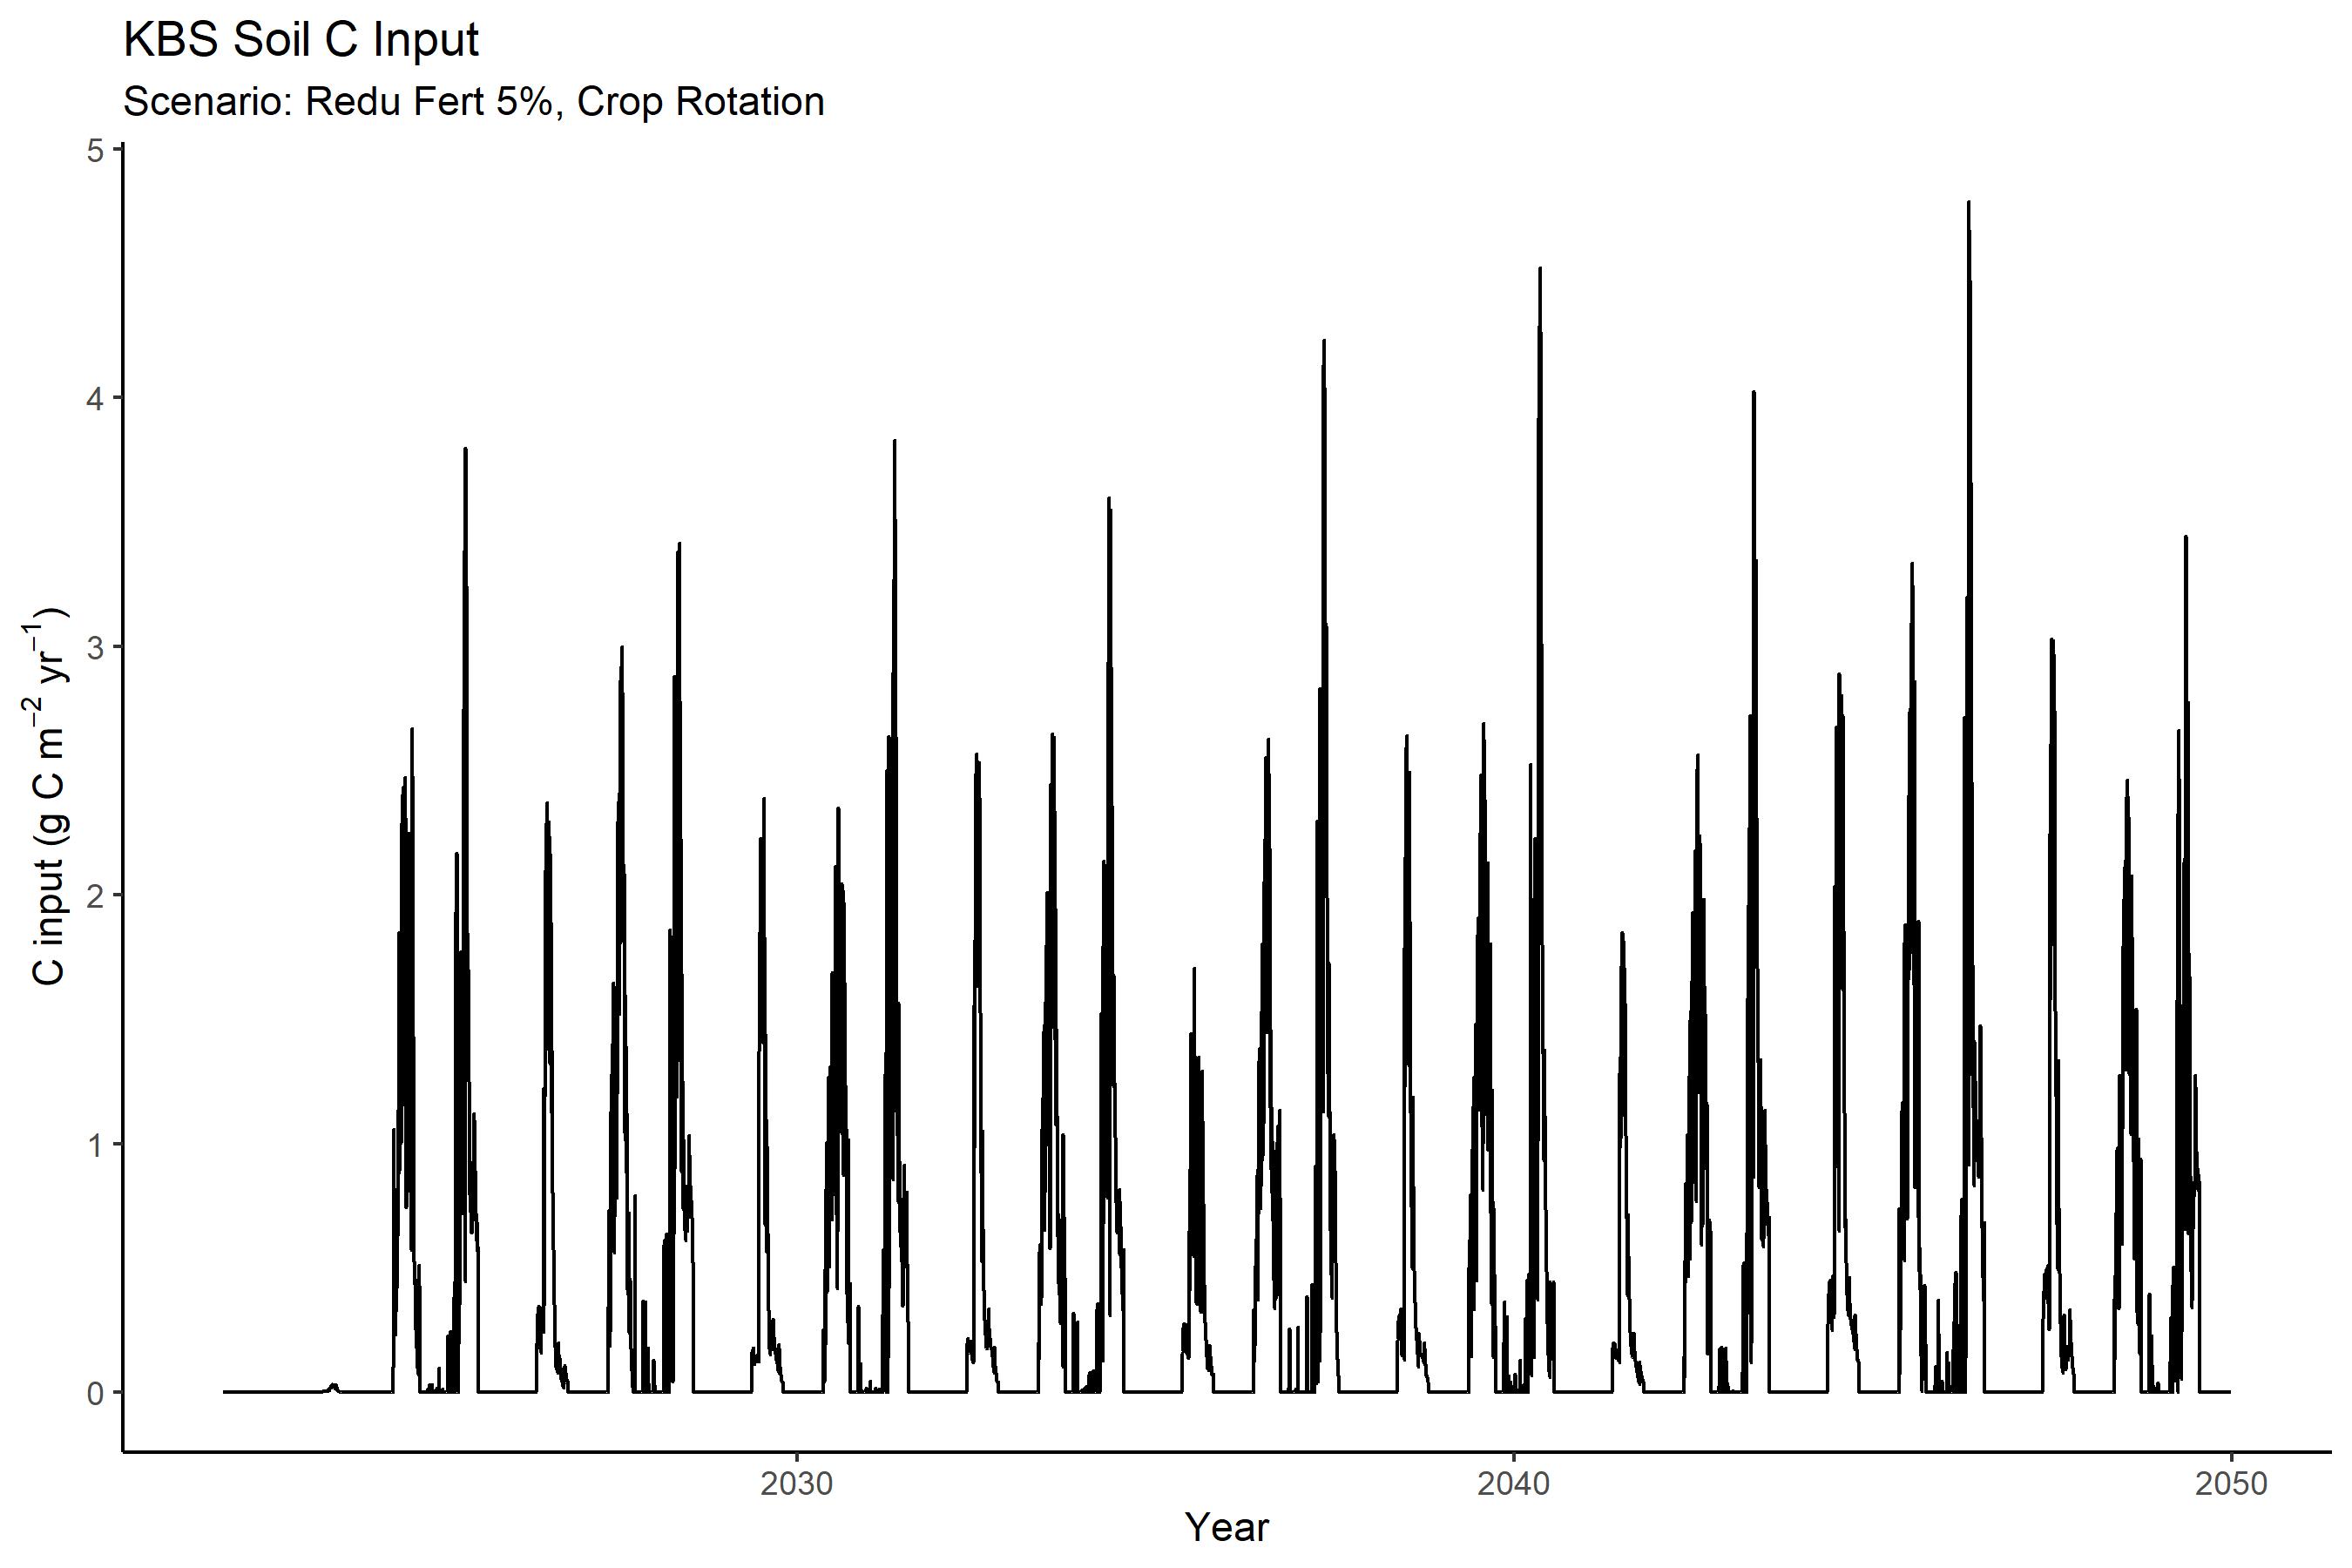 KBS Soil C Input
Scenario: Redu Fert 5%, Crop Rotation
5
4
3
2
1
0
C input (g C m⁻² yr⁻¹)
2030
2040
2050
Year